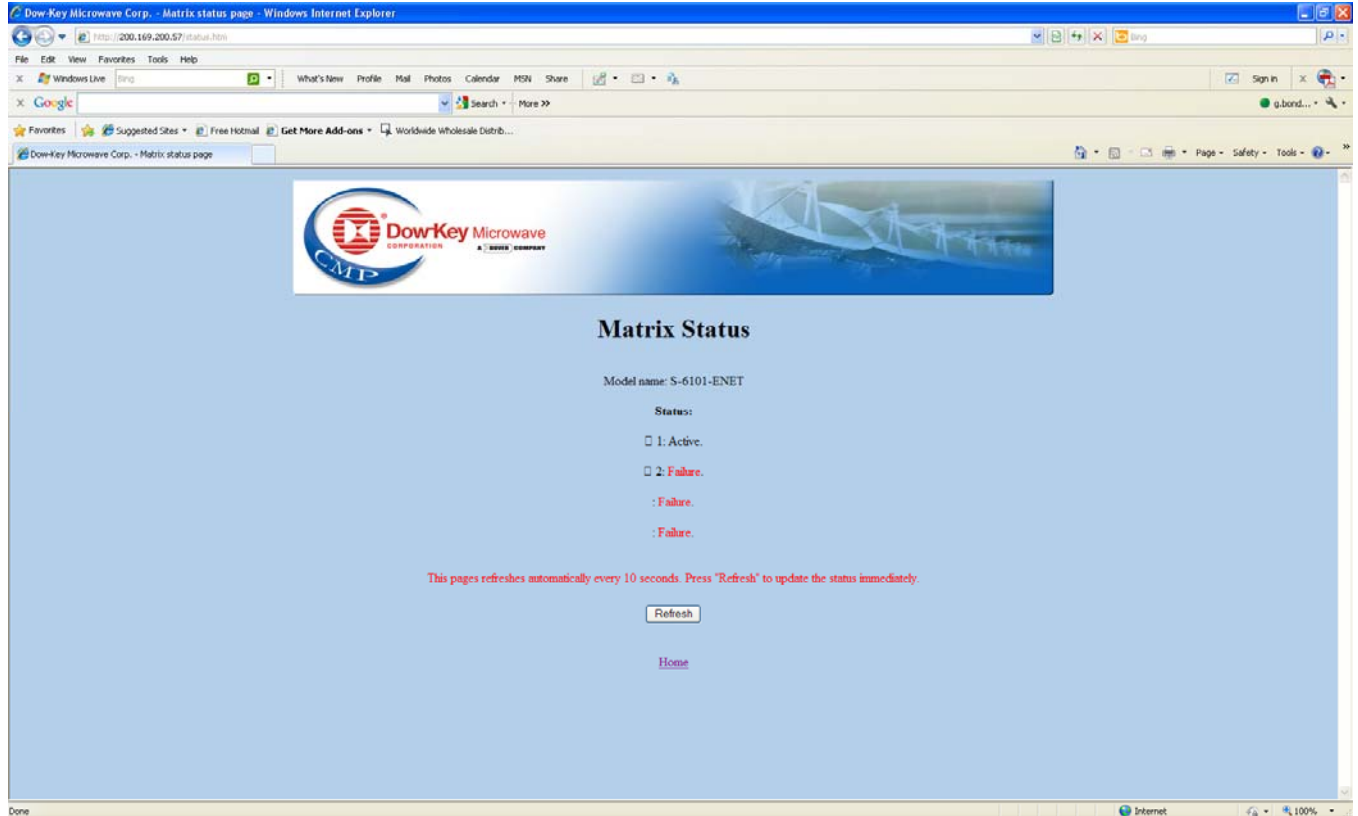 Dow-Key Microwave Corp. - Matrix status page - Windows Internet Explorer
http://200.169.200.57/status.htm
Bing
File Edit View Favorites Tools Help
x Windows Live Bing What's New Profile Mail Photos Calendar MSN Share Sign in x
x Google Search More >> g.bond...
Favorites Suggested Sites Free Hotmail Get More Add-ons Worldwide Wholesale Distrib...
Dow-Key Microwave Corp. - Matrix status page Page Safety Tools
Dow-Key Microwave
CORPORATION A DOVER COMPANY
CMP
Matrix Status
Model name: S-6101-ENET
Status:
▯ 1: Active.
▯ 2: Failure.
: Failure.
: Failure.
This pages refreshes automatically every 10 seconds. Press "Refresh" to update the status immediately.
Refresh
Home
Done Internet 100%